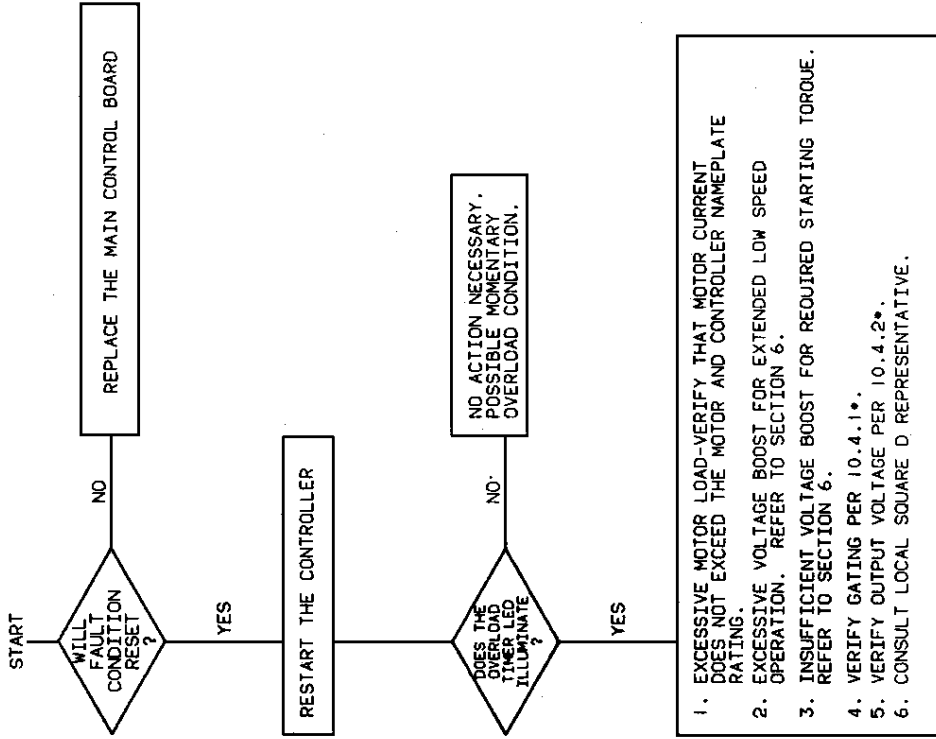 START
WILL
FAULT
CONDITION
RESET
?
NO
REPLACE THE MAIN CONTROL BOARD
YES
RESTART THE CONTROLLER
DOES THE
OVERLOAD
TIMER LED
ILLUMINATE
?
NO
NO ACTION NECESSARY.
POSSIBLE MOMENTARY
OVERLOAD CONDITION.
YES
1. EXCESSIVE MOTOR LOAD-VERIFY THAT MOTOR CURRENT
DOES NOT EXCEED THE MOTOR AND CONTROLLER NAMEPLATE
RATING.
2. EXCESSIVE VOLTAGE BOOST FOR EXTENDED LOW SPEED
OPERATION. REFER TO SECTION 6.
3. INSUFFICIENT VOLTAGE BOOST FOR REQUIRED STARTING TORQUE.
REFER TO SECTION 6.
4. VERIFY GATING PER 10.4.1*.
5. VERIFY OUTPUT VOLTAGE PER 10.4.2*.
6. CONSULT LOCAL SQUARE D REPRESENTATIVE.